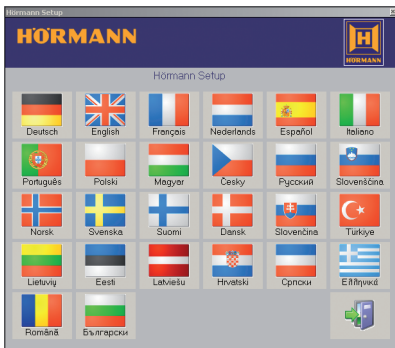 Hörmann Setup
HÖRMANN
HÖRMANN
Hörmann Setup
Deutsch English Français Nederlands Español Italiano
Português Polski Magyar Česky Русский Slovenščina
Norsk Svenska Suomi Dansk Slovenčina Türkiye
Lietuvių Eesti Latviešu Hrvatski Српски Ελληνικά
Română Български